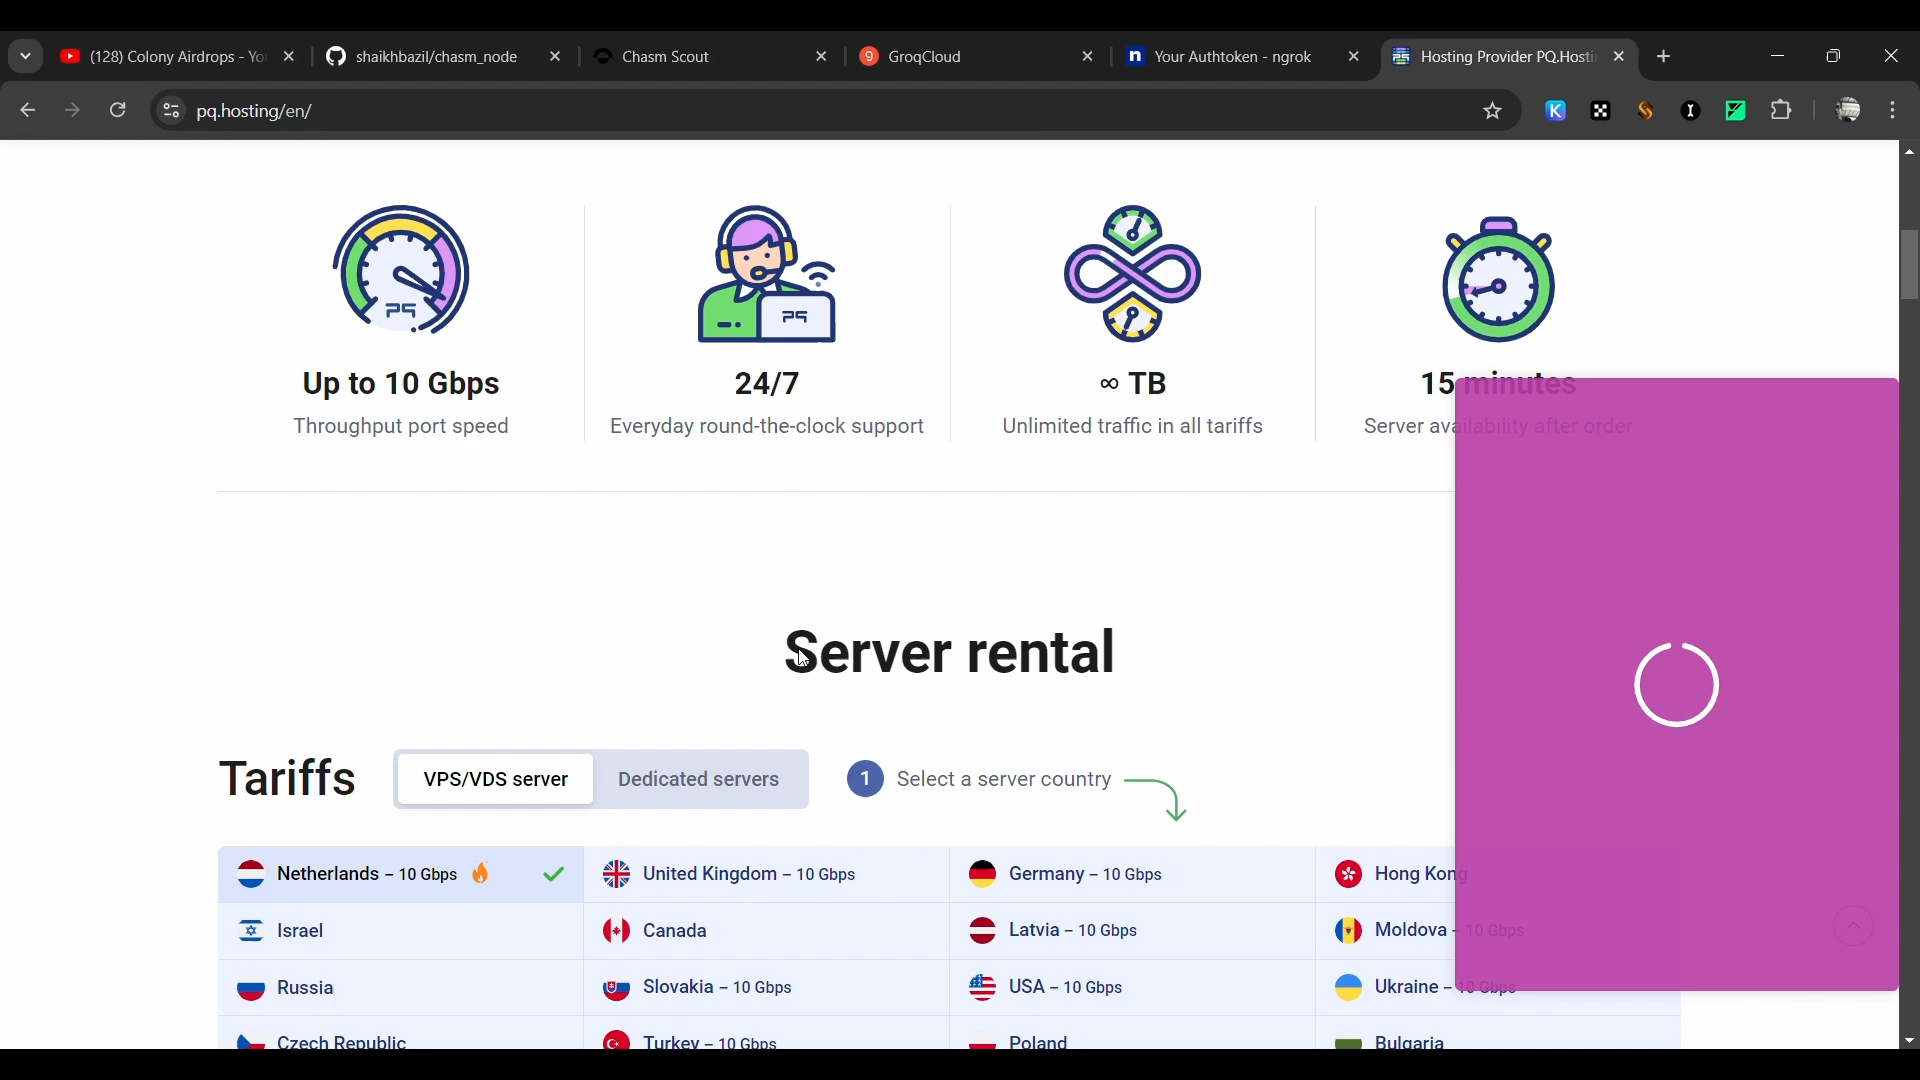 (128) Colony Airdrops - Yo
shaikhbazil/chasm_node
Chasm Scout
GroqCloud
Your Authtoken - ngrok
Hosting Provider PQ.Hosti
pq.hosting/en/
Up to 10 Gbps
Throughput port speed
24/7
Everyday round-the-clock support
∞ TB
Unlimited traffic in all tariffs
15 minutes
Server availability after order
Server rental
Tariffs
VPS/VDS server
Dedicated servers
1 Select a server country
Netherlands – 10 Gbps
United Kingdom – 10 Gbps
Germany – 10 Gbps
Hong Kong
Israel
Canada
Latvia – 10 Gbps
Moldova – 10 Gbps
Russia
Slovakia – 10 Gbps
USA – 10 Gbps
Ukraine – 10 Gbps
Czech Republic
Turkey – 10 Gbps
Poland
Bulgaria